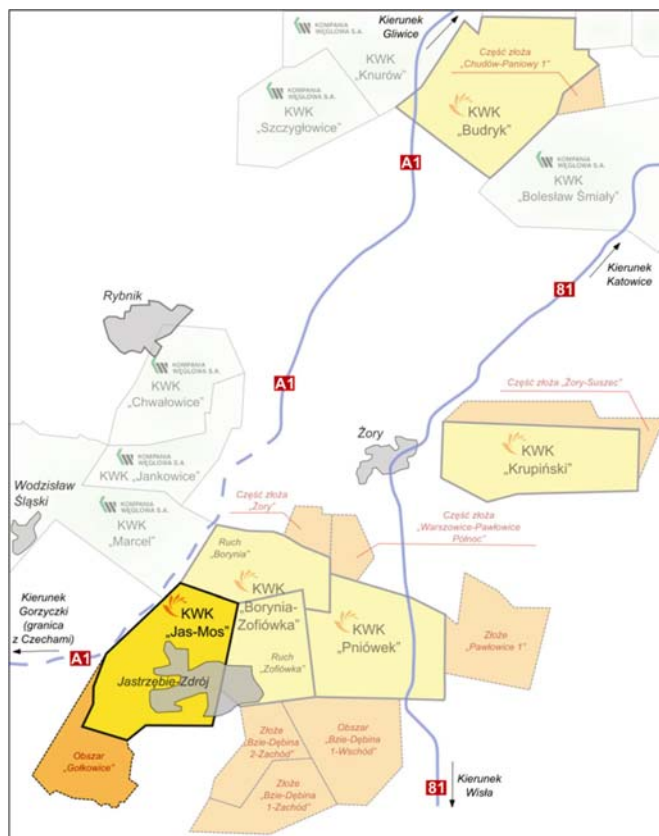 Kierunek
Gliwice
KOMPANIA
WĘGLOWA S.A.
KWK
„Knurów”
Część złoża
„Chudów-Paniowy 1”
KOMPANIA
WĘGLOWA S.A.
KWK
„Szczygłowice”
KWK
„Budryk”
A1
KOMPANIA
WĘGLOWA S.A.
KWK
„Bolesław Śmiały”
Kierunek
Katowice
81
Rybnik
KOMPANIA
WĘGLOWA S.A.
KWK
„Chwałowice”
A1
Część złoża „Żory-Suszec”
Żory
KWK
„Krupiński”
KOMPANIA
WĘGLOWA S.A.
KWK „Jankowice”
Wodzisław
Śląski
KOMPANIA
WĘGLOWA S.A.
KWK
„Marcel”
Część złoża
„Żory”
Część złoża
„Warszowice-Pawłowice
Północ”
Ruch
„Borynia”
KWK
„Borynia-
Zofiówka”
Ruch
„Zofiówka”
KWK
„Pniówek”
Złoże
„Pawłowice 1”
Kierunek
Gorzyczki
(granica
z Czechami)
A1
KWK
„Jas-Mos”
Jastrzębie-Zdrój
Obszar
„Gołkowice”
Złoże
„Bzie-Dębina
2-Zachód”
Obszar
„Bzie-Dębina
1-Wschód”
Złoże
„Bzie-Dębina
1-Zachód”
81
Kierunek
Wisła